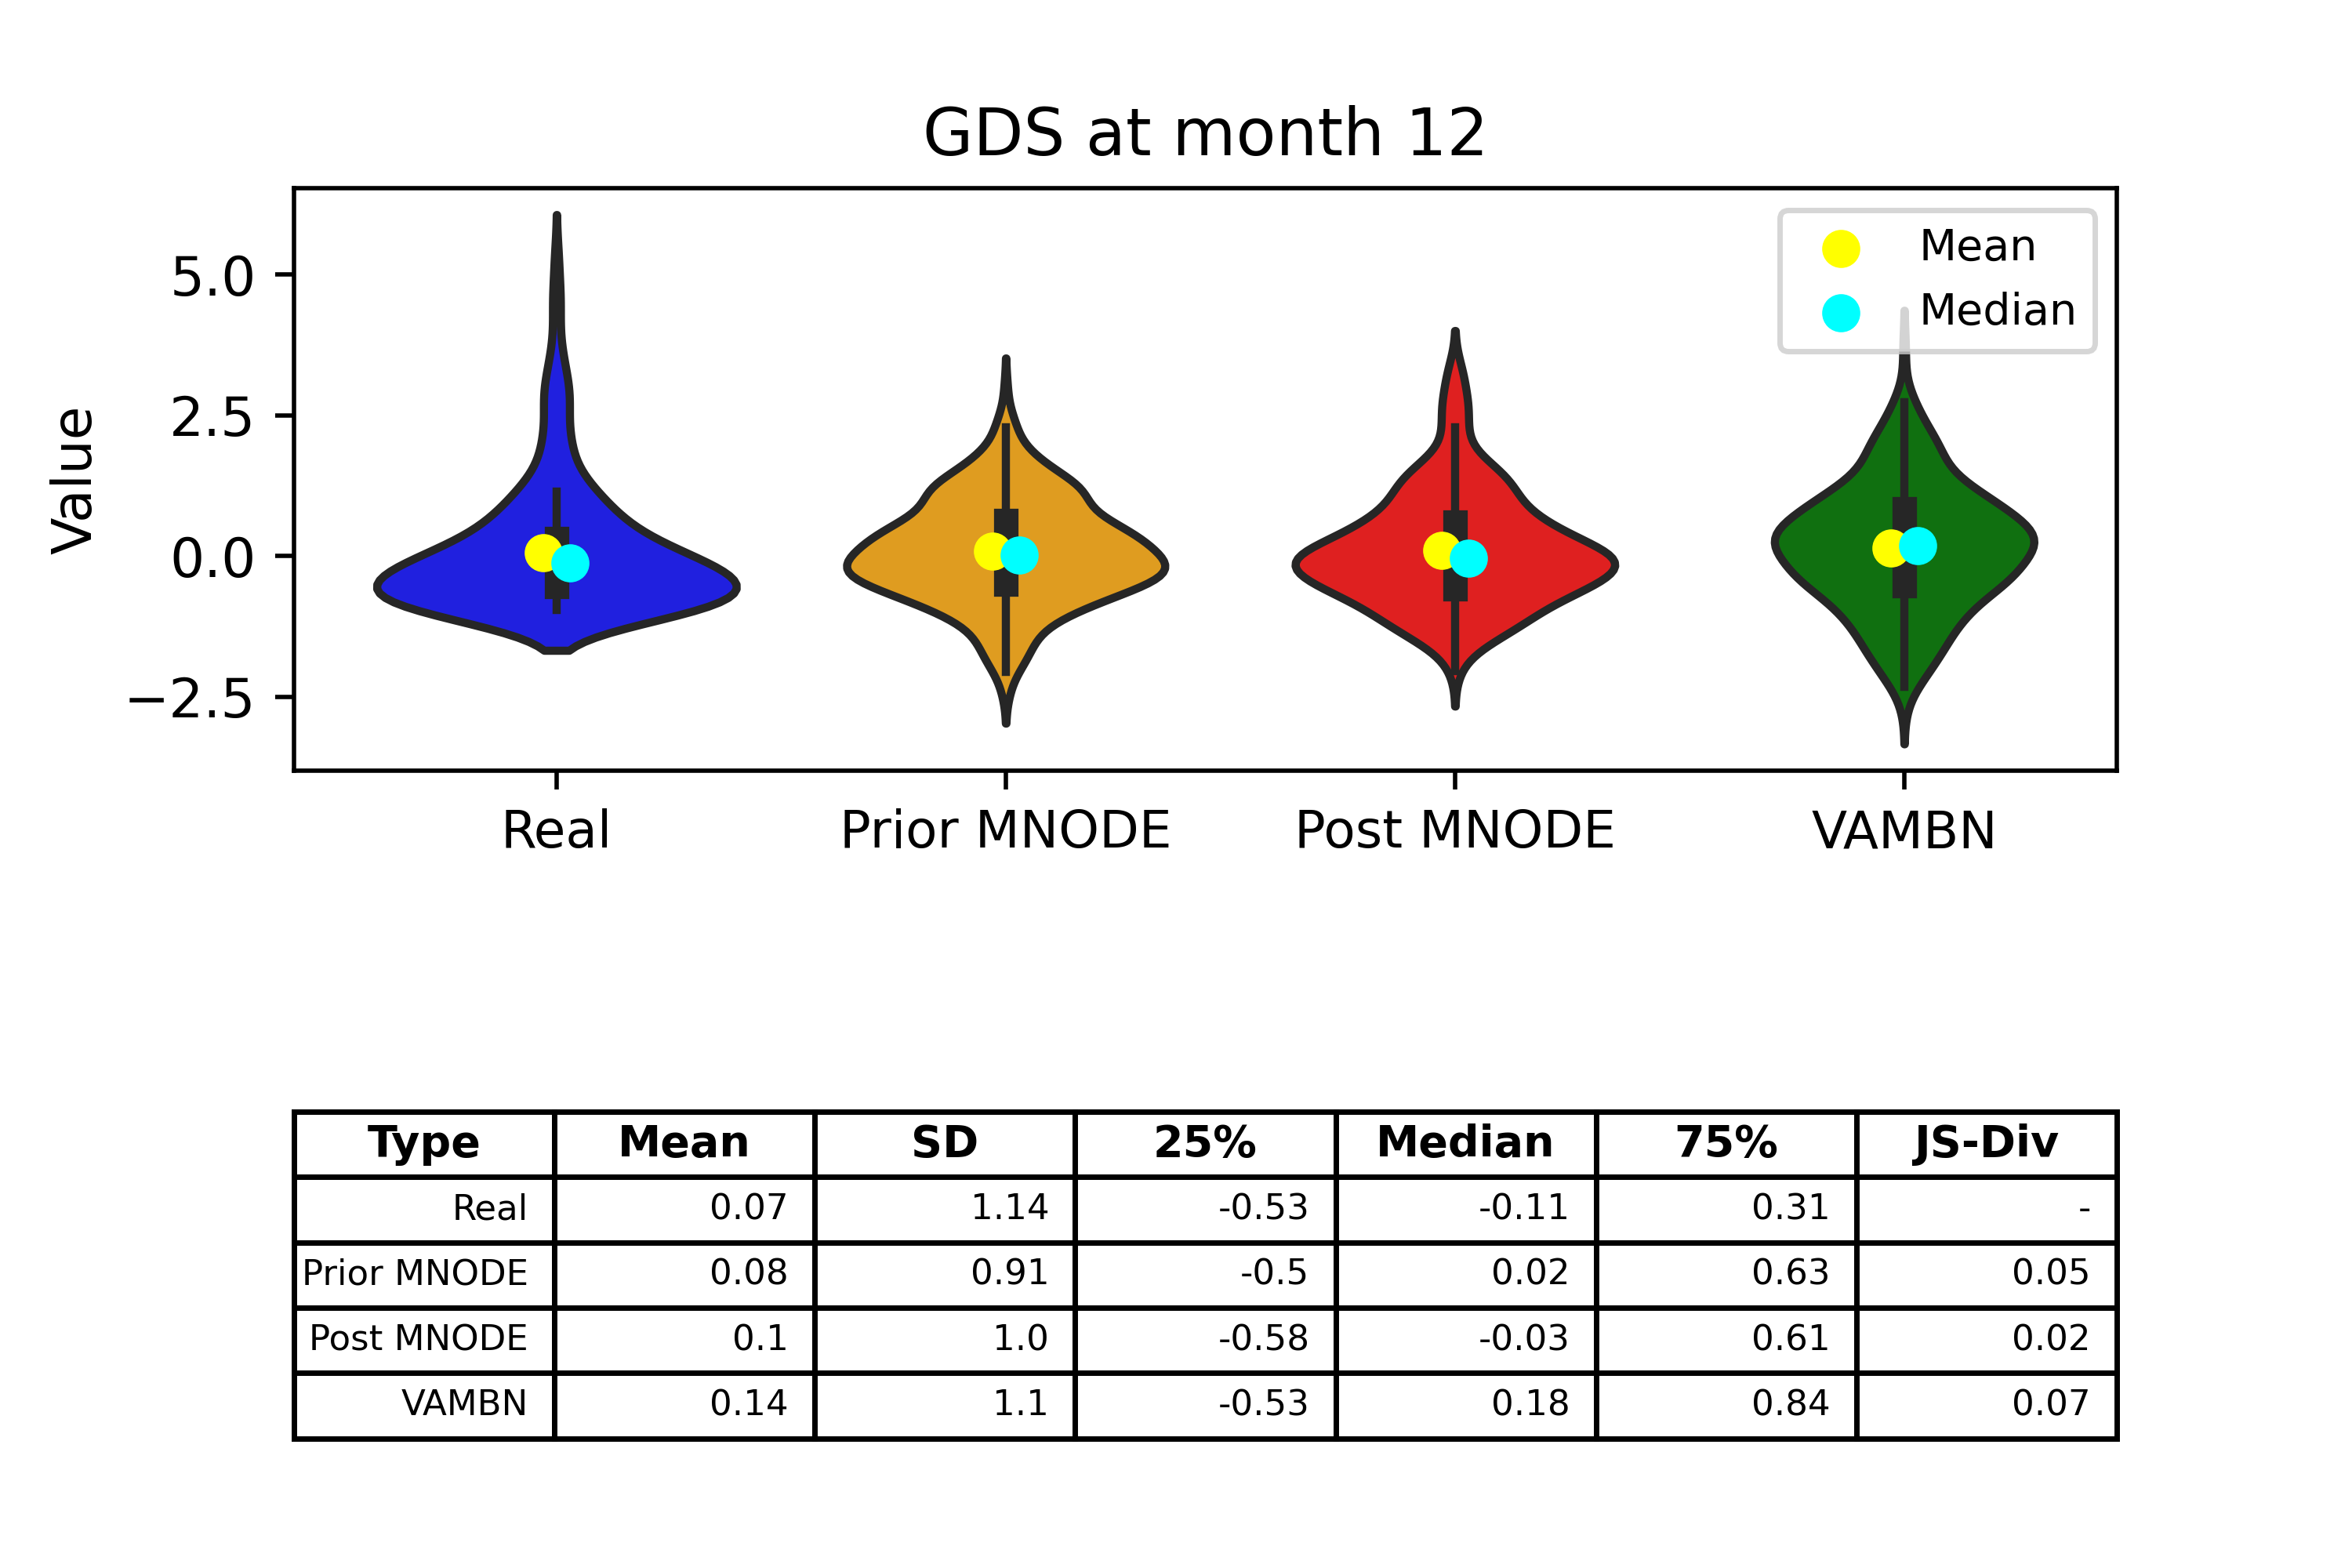 GDS at month 12
Value
5.0
2.5
0.0
−2.5
Mean
Median
Real Prior MNODE Post MNODE VAMBN
Type Mean SD 25% Median 75% JS-Div
Real 0.07 1.14 -0.53 -0.11 0.31 -
Prior MNODE 0.08 0.91 -0.5 0.02 0.63 0.05
Post MNODE 0.1 1.0 -0.58 -0.03 0.61 0.02
VAMBN 0.14 1.1 -0.53 0.18 0.84 0.07